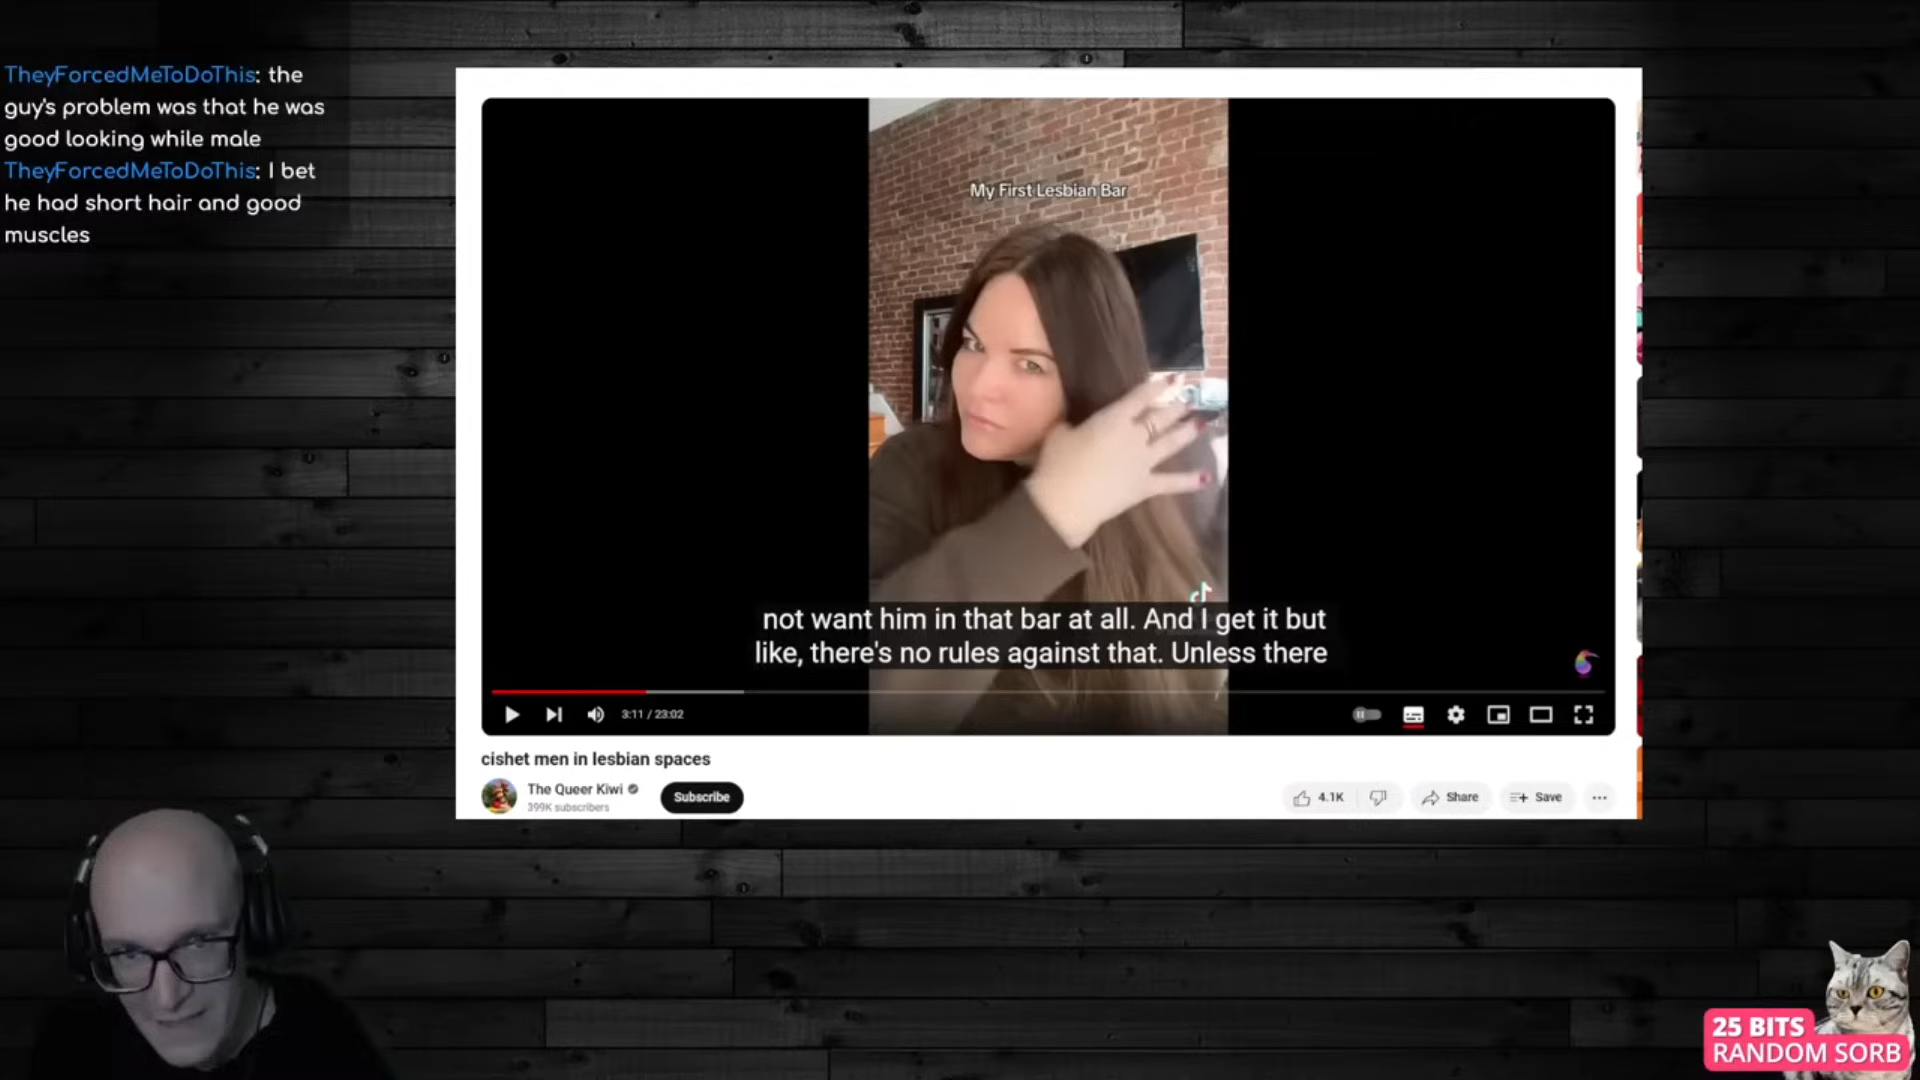 TheyForcedMeToDoThis: the
guy's problem was that he was
good looking while male
TheyForcedMeToDoThis: I bet
he had short hair and good
muscles
My First Lesbian Bar
not want him in that bar at all. And I get it but
like, there's no rules against that. Unless there
3:11 / 23:02
cishet men in lesbian spaces
The Queer Kiwi
399K subscribers
Subscribe
4.1K
Share
Save
25 BITS
RANDOM SORB